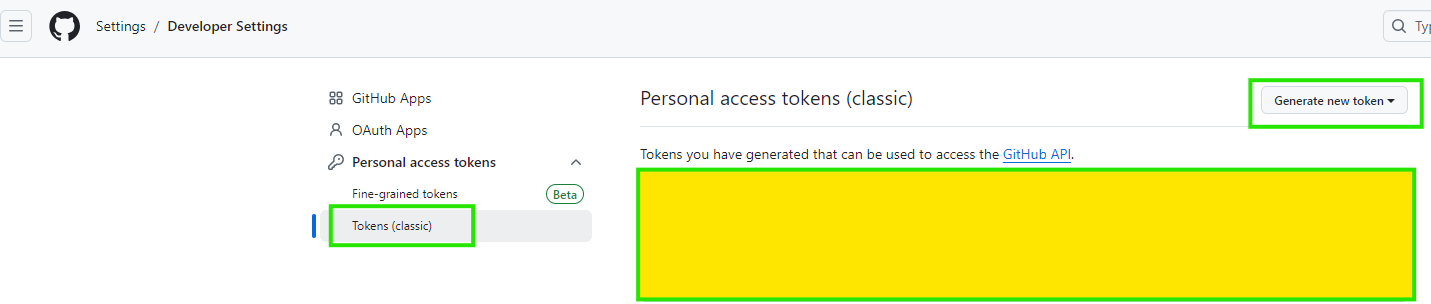 Settings / Developer Settings
Typ
GitHub Apps
OAuth Apps
Personal access tokens
Fine-grained tokens Beta
Tokens (classic)
Personal access tokens (classic)
Generate new token
Tokens you have generated that can be used to access the GitHub API.